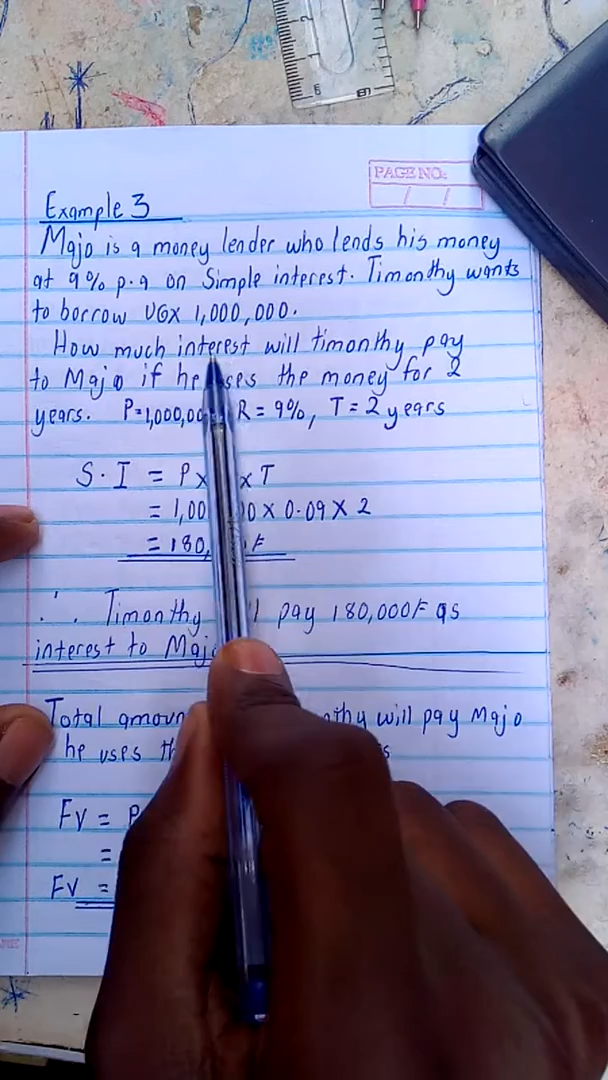 PAGE NO:
Example 3
Majo is a money lender who lends his money
at 9% p.a on Simple interest. Timonthy wants
to borrow UGX 1,000,000.
How much interest will timonthy pay
to Majo if he uses the money for 2
years. P=1,000,00 R = 9%, T = 2 years
S.I = P x x T
= 1,00 0 x 0.09 x 2
= 180, F
∴ Timonthy pay 180,000F as
interest to Maj
Total amoun thy will pay Majo
he uses th
FV = P
=
FV =